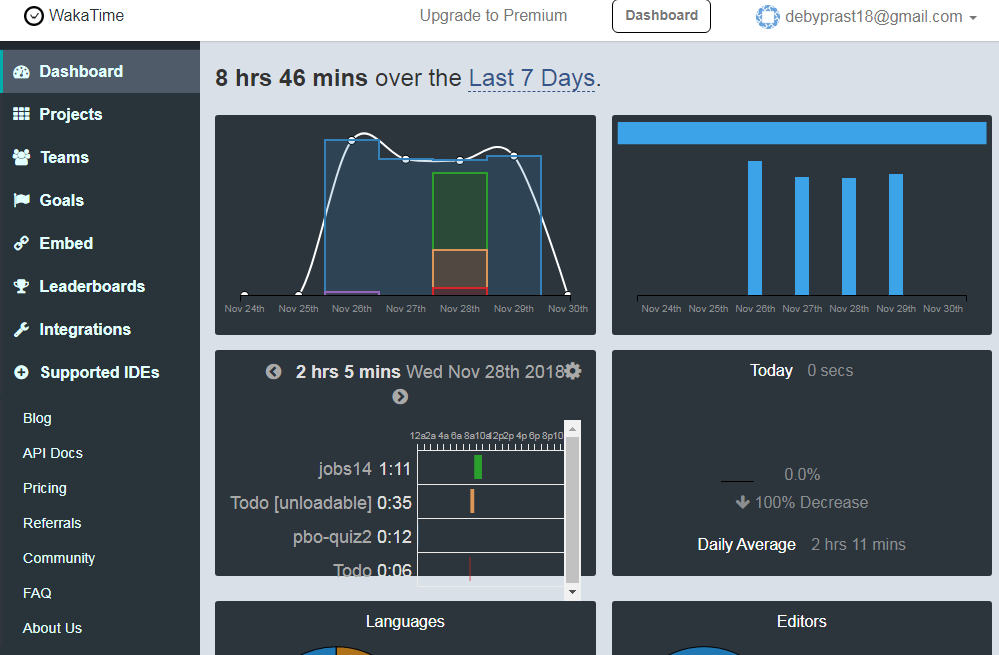 WakaTime
Upgrade to Premium
Dashboard
debyprast18@gmail.com
Dashboard
Projects
Teams
Goals
Embed
Leaderboards
Integrations
Supported IDEs
Blog
API Docs
Pricing
Referrals
Community
FAQ
About Us
8 hrs 46 mins over the Last 7 Days.
Nov 24th Nov 25th Nov 26th Nov 27th Nov 28th Nov 29th Nov 30th
Nov 24th Nov 25th Nov 26th Nov 27th Nov 28th Nov 29th Nov 30th
2 hrs 5 mins Wed Nov 28th 2018
12a 2a 4a 6a 8a 10a 12p 2p 4p 6p 8p 10
jobs14 1:11
Todo [unloadable] 0:35
pbo-quiz2 0:12
Todo 0:06
Today 0 secs
0.0%
100% Decrease
Daily Average 2 hrs 11 mins
Languages
Editors